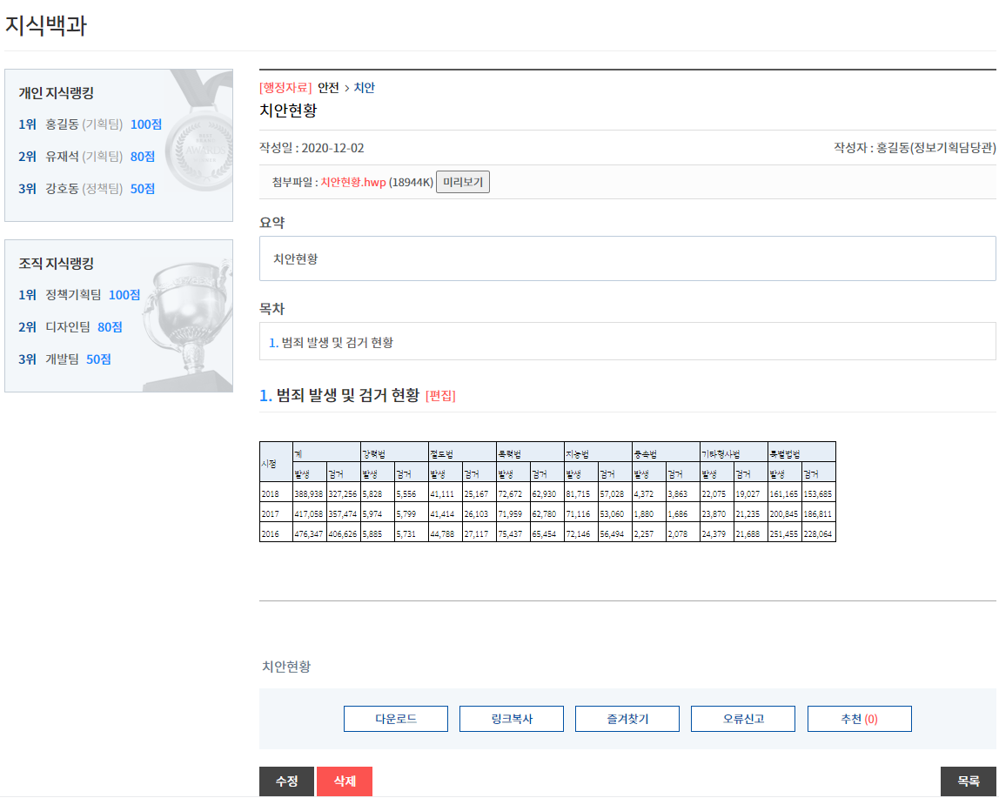 지식백과
개인 지식랭킹
1위 홍길동 (기획팀) 100점
2위 유재석 (기획팀) 80점
3위 강호동 (정책팀) 50점
조직 지식랭킹
1위 정책기획팀 100점
2위 디자인팀 80점
3위 개발팀 50점
[행정자료] 안전 > 치안
치안현황
작성일 : 2020-12-02 작성자 : 홍길동(정보기획담당관)
첨부파일 : 치안현황.hwp (18944K) 미리보기
요약
치안현황
목차
1. 범죄 발생 및 검거 현황
1. 범죄 발생 및 검거 현황 [편집]
시점 계 강력범 절도범 폭력범 지능범 풍속범 기타형사범 특별법범
발생 검거 발생 검거 발생 검거 발생 검거 발생 검거 발생 검거 발생 검거 발생 검거
2018 388,938 327,256 5,828 5,556 41,111 25,167 72,672 62,930 81,715 57,028 4,372 3,863 22,075 19,027 161,165 153,685
2017 417,058 357,474 5,974 5,799 41,414 26,103 71,959 62,780 71,116 53,060 1,880 1,686 23,870 21,235 200,845 186,811
2016 476,347 406,626 5,885 5,731 44,788 27,117 75,437 65,454 72,146 56,494 2,257 2,078 24,379 21,688 251,455 228,064
치안현황
다운로드 링크복사 즐겨찾기 오류신고 추천 (0)
수정 삭제 목록